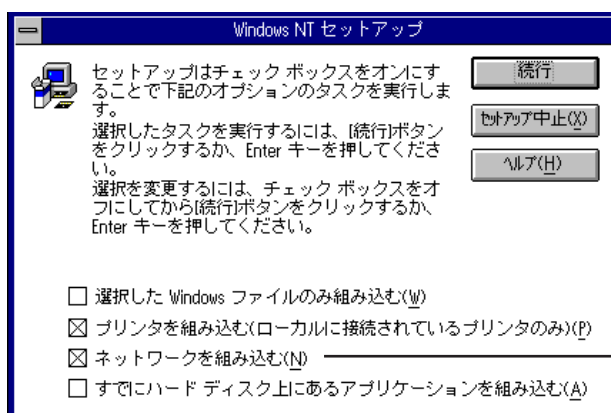 Windows NT セットアップ
セットアップはチェック ボックスをオンにす
ることで下記のオプションのタスクを実行しま
す。
選択したタスクを実行するには、[続行]ボタン
をクリックするか、Enter キーを押してくださ
い。
選択を変更するには、チェック ボックスをオ
フにしてから[続行]ボタンをクリックするか、
Enter キーを押してください。
続行
セットアップ中止(X)
ヘルプ(H)
選択した Windows ファイルのみ組み込む(W)
プリンタを組み込む(ローカルに接続されているプリンタのみ)(P)
ネットワークを組み込む(N)
すでにハード ディスク上にあるアプリケーションを組み込む(A)